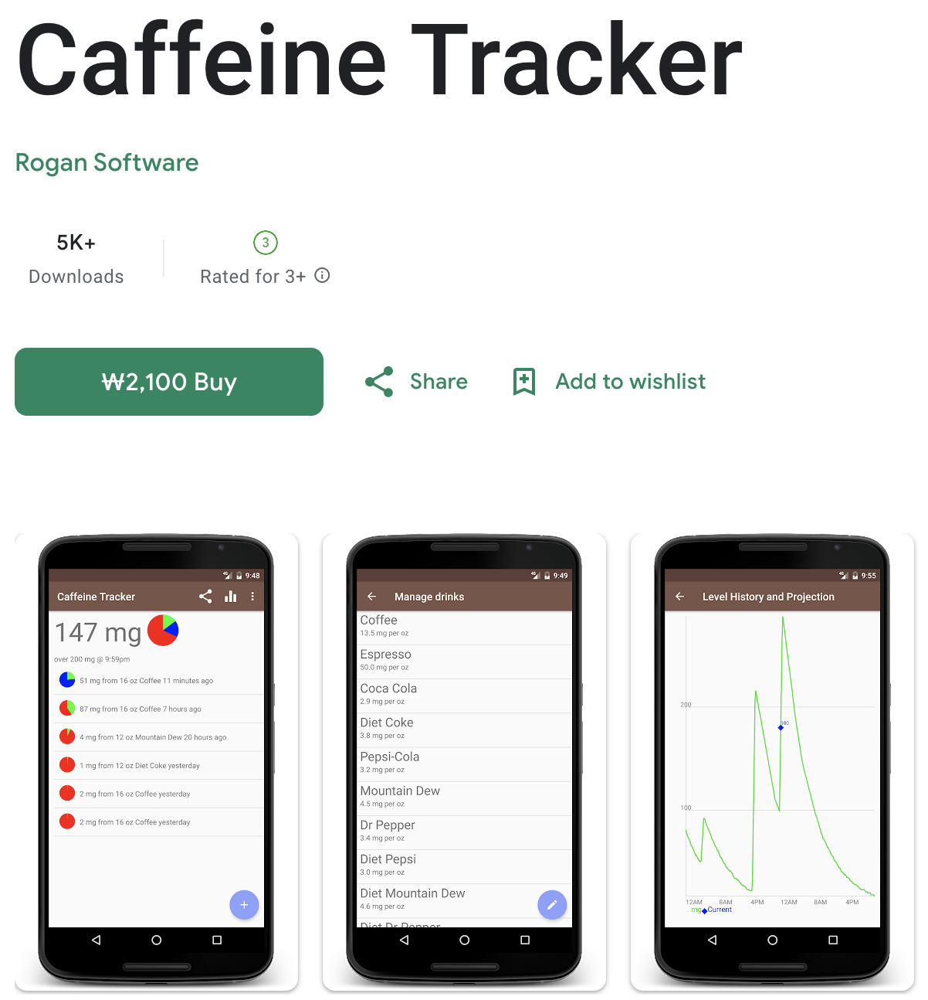 Caffeine Tracker
Rogan Software
5K+
Downloads
3
Rated for 3+
₩2,100 Buy
Share
Add to wishlist
4G 9:48
Caffeine Tracker
147 mg
over 200 mg @ 9:59pm
51 mg from 16 oz Coffee 11 minutes ago
87 mg from 16 oz Coffee 7 hours ago
4 mg from 12 oz Mountain Dew 20 hours ago
1 mg from 12 oz Diet Coke yesterday
2 mg from 16 oz Coffee yesterday
2 mg from 16 oz Coffee yesterday
4G 9:49
Manage drinks
Coffee
13.5 mg per oz
Espresso
50.0 mg per oz
Coca Cola
2.9 mg per oz
Diet Coke
3.8 mg per oz
Pepsi-Cola
3.2 mg per oz
Mountain Dew
4.5 mg per oz
Dr Pepper
3.4 mg per oz
Diet Pepsi
3.0 mg per oz
Diet Mountain Dew
4.6 mg per oz
Diet Dr Pepper
4G 9:55
Level History and Projection
200
180
100
12AM 8AM 4PM 12AM 8AM 4PM
mg Current